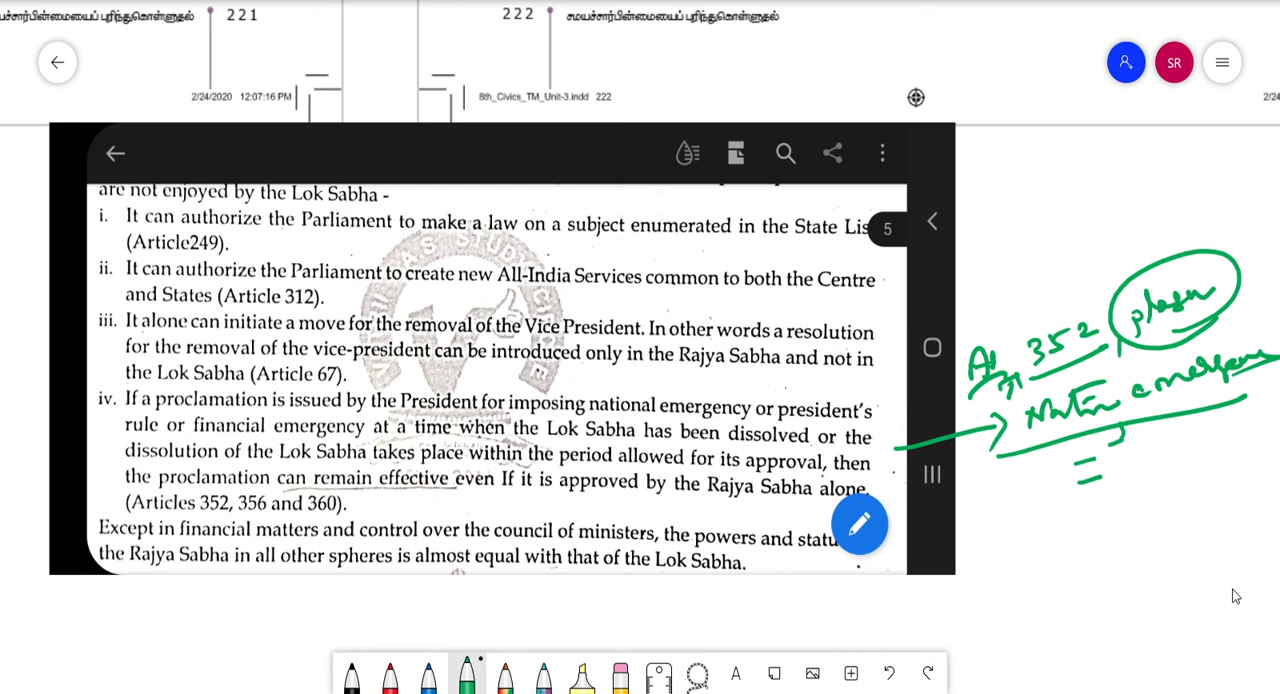 யச்சார்பின்மையைப் புரிந்துகொள்ளுதல் 221
222 சமயச்சார்பின்மையைப் புரிந்துகொள்ளுதல்
SR
2/24/2020 12:07:16 PM
8th_Civics_TM_Unit-3.indd 222
2/24
are not enjoyed by the Lok Sabha -
i. It can authorize the Parliament to make a law on a subject enumerated in the State Lis
5
(Article249).
ii. It can authorize the Parliament to create new All-India Services common to both the Centre
and States (Article 312).
iii. It alone can initiate a move for the removal of the Vice President. In other words a resolution
for the removal of the vice-president can be introduced only in the Rajya Sabha and not in
the Lok Sabha (Article 67).
iv. If a proclamation is issued by the President for imposing national emergency or president's
rule or financial emergency at a time when the Lok Sabha has been dissolved or the
dissolution of the Lok Sabha takes place within the period allowed for its approval, then
the proclamation can remain effective even If it is approved by the Rajya Sabha alone.
(Articles 352, 356 and 360).
Except in financial matters and control over the council of ministers, the powers and statu
the Rajya Sabha in all other spheres is almost equal with that of the Lok Sabha.
352
A